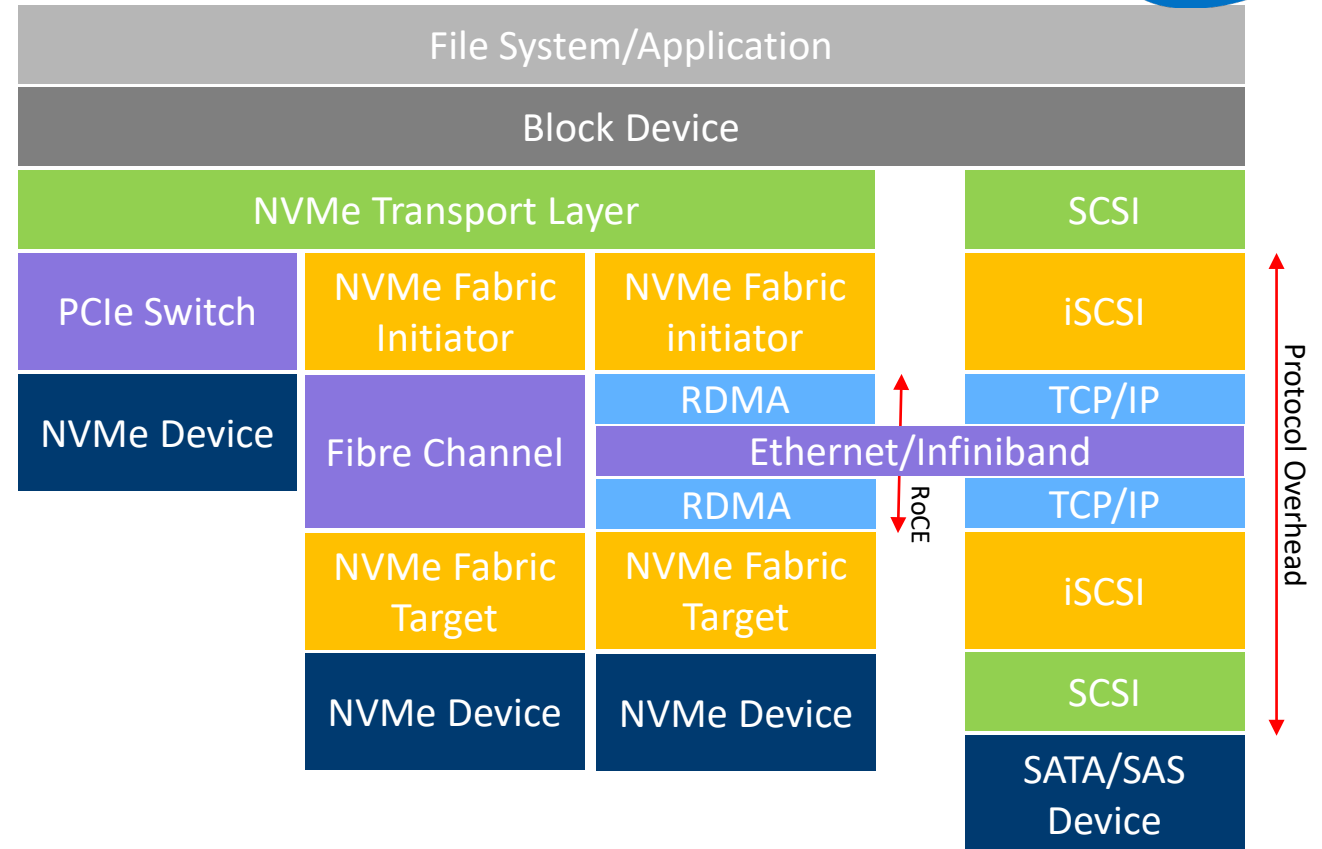 File System/Application
Block Device
NVMe Transport Layer
SCSI
PCIe Switch
NVMe Fabric
Initiator
NVMe Fabric
initiator
iSCSI
NVMe Device
Fibre Channel
RDMA
TCP/IP
Ethernet/Infiniband
RDMA
TCP/IP
RoCE
Protocol Overhead
NVMe Fabric
Target
NVMe Fabric
Target
iSCSI
NVMe Device
NVMe Device
SCSI
SATA/SAS
Device